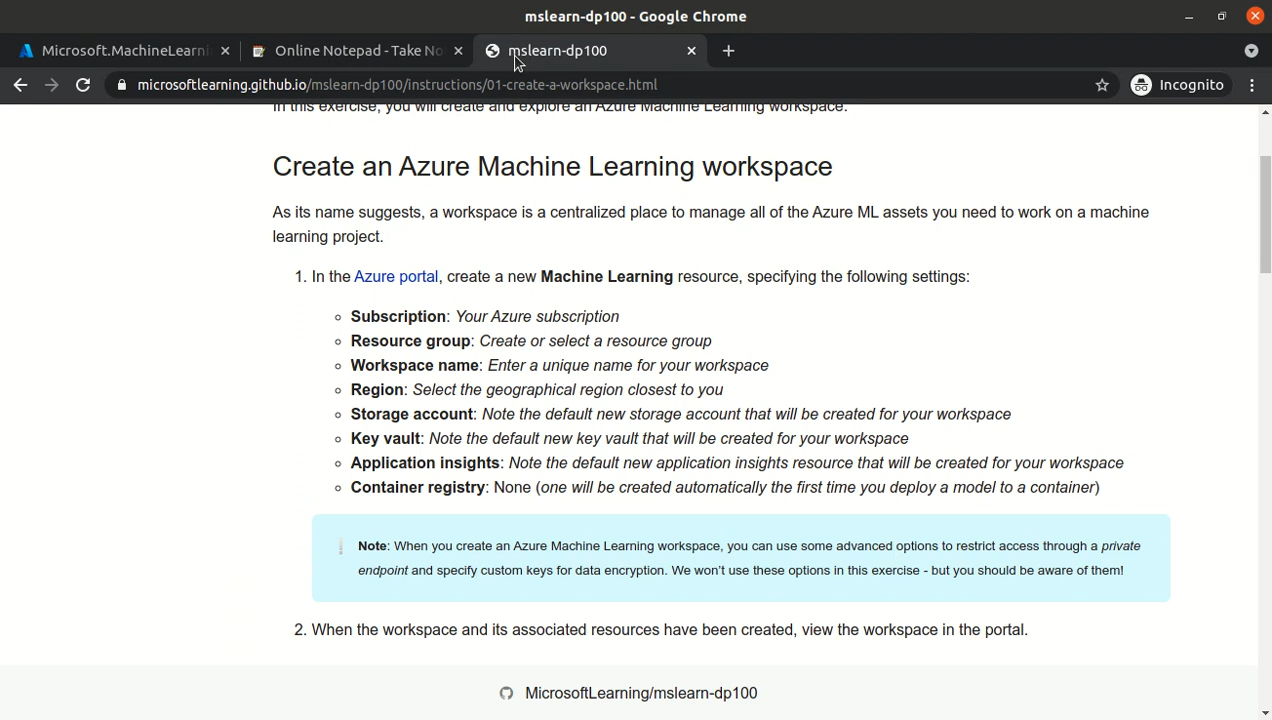 mslearn-dp100 - Google Chrome
Microsoft.MachineLearni
Online Notepad - Take No
mslearn-dp100
microsoftlearning.github.io/mslearn-dp100/instructions/01-create-a-workspace.html
Incognito
In this exercise, you will create and explore an Azure Machine Learning workspace.
Create an Azure Machine Learning workspace
As its name suggests, a workspace is a centralized place to manage all of the Azure ML assets you need to work on a machine
learning project.
1. In the Azure portal, create a new Machine Learning resource, specifying the following settings:
Subscription: Your Azure subscription
Resource group: Create or select a resource group
Workspace name: Enter a unique name for your workspace
Region: Select the geographical region closest to you
Storage account: Note the default new storage account that will be created for your workspace
Key vault: Note the default new key vault that will be created for your workspace
Application insights: Note the default new application insights resource that will be created for your workspace
Container registry: None (one will be created automatically the first time you deploy a model to a container)
Note: When you create an Azure Machine Learning workspace, you can use some advanced options to restrict access through a private
endpoint and specify custom keys for data encryption. We won't use these options in this exercise - but you should be aware of them!
2. When the workspace and its associated resources have been created, view the workspace in the portal.
MicrosoftLearning/mslearn-dp100